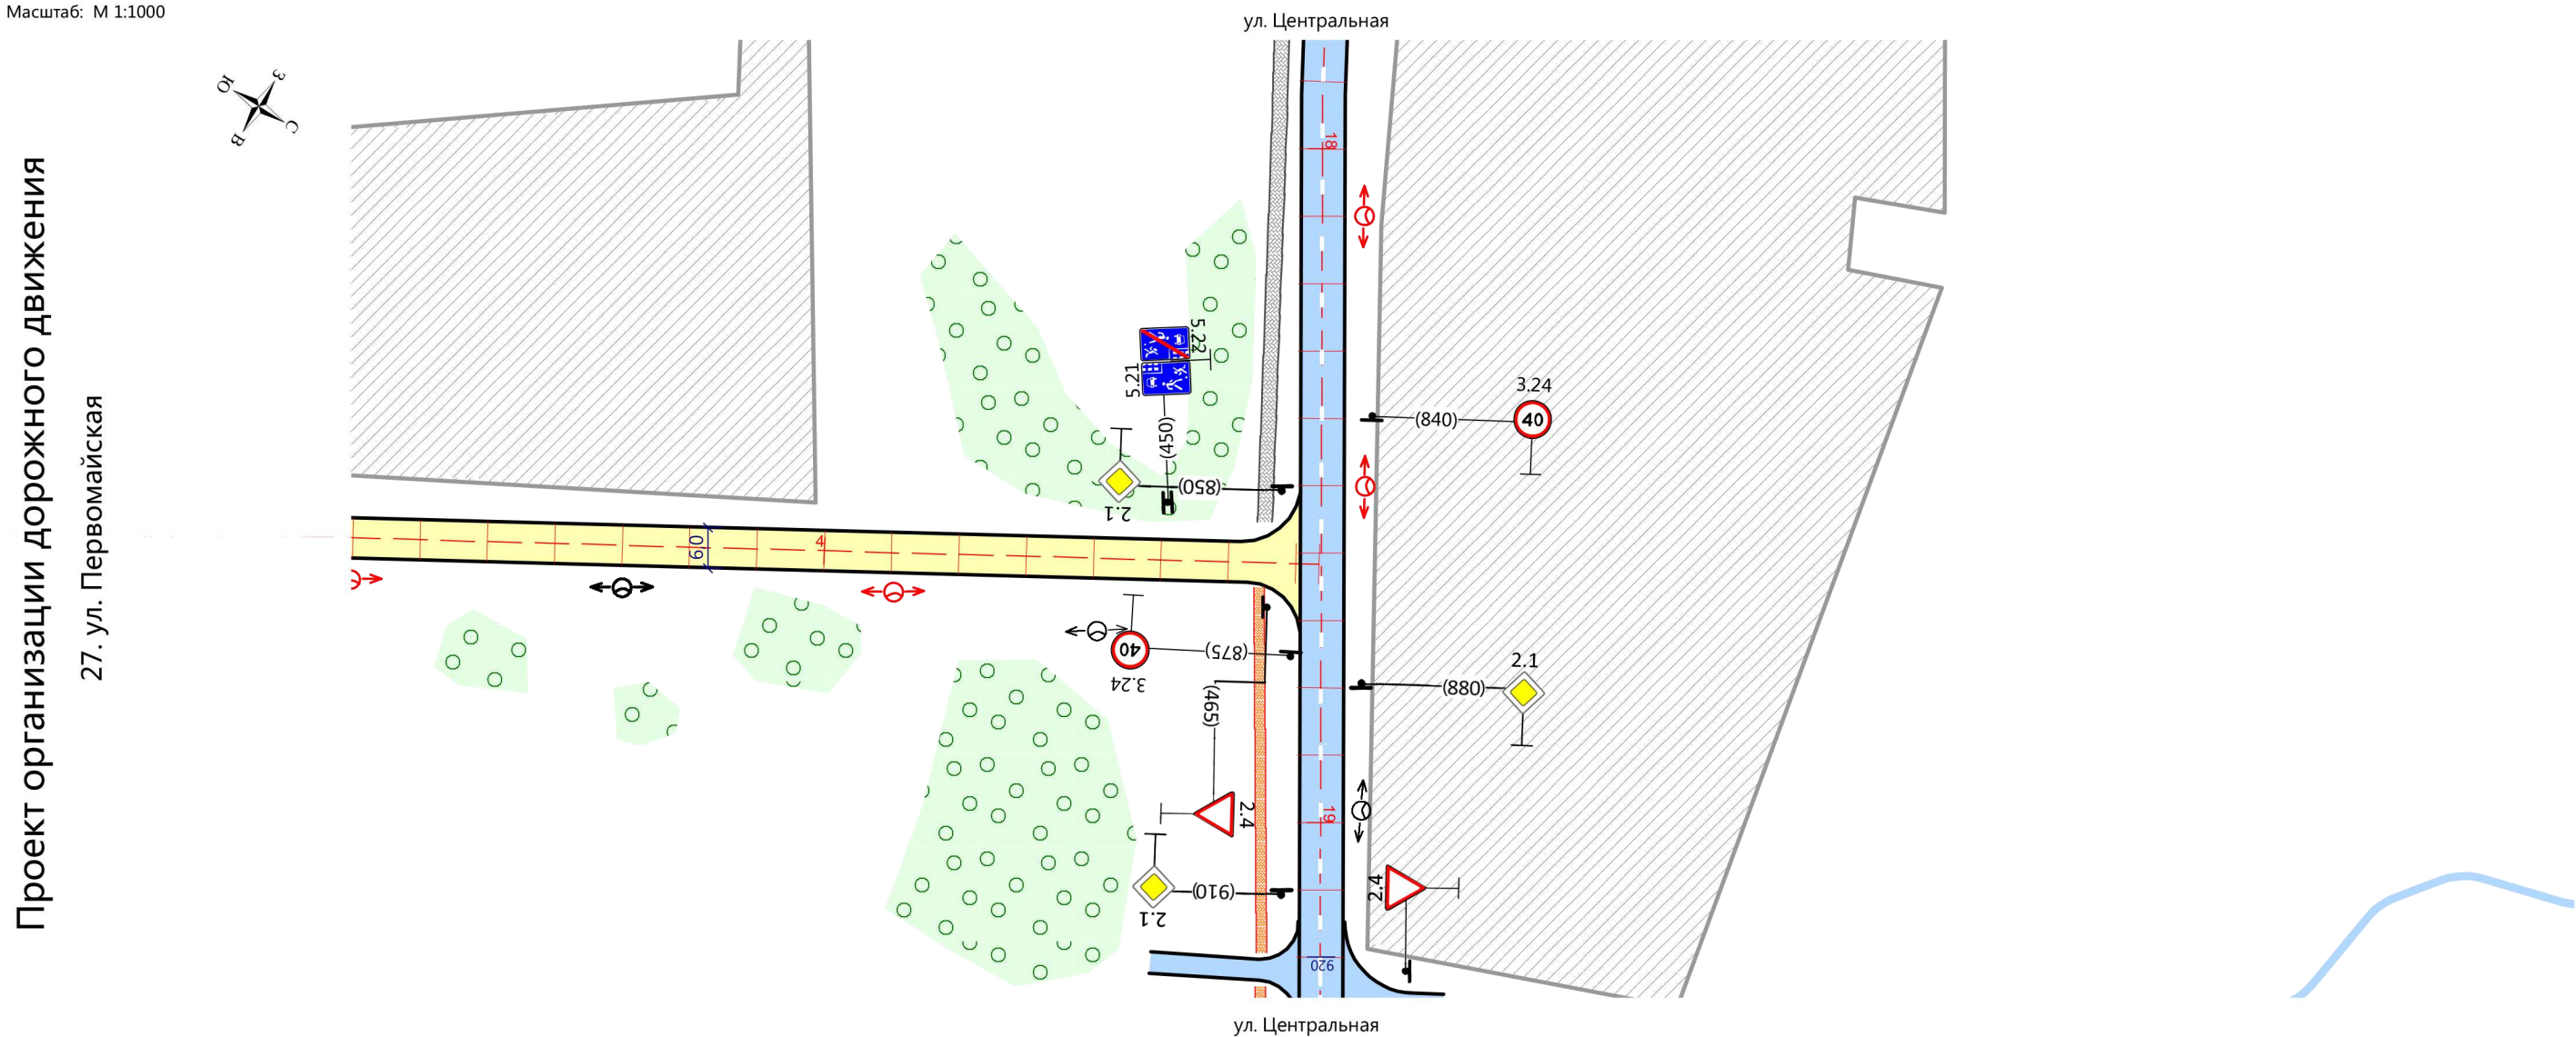 Масштаб: М 1:1000
ул. Центральная
З
Ю
С
В
Проект организации дорожного движения
27. ул. Первомайская
18
5.22
5.21
(450)
3.24
(840)
40
(850)
2.1
6.0
4
40
(875)
3.24
(465)
2.1
(880)
2.4
19
2.4
(910)
2.1
920
ул. Центральная